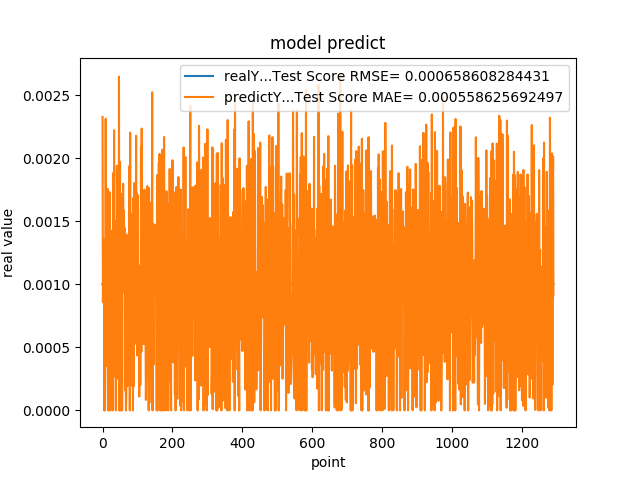 model predict
realY...Test Score RMSE= 0.000658608284431
predictY...Test Score MAE= 0.000558625692497
0.0025
0.0020
0.0015
0.0010
0.0005
0.0000
real value
0 200 400 600 800 1000 1200
point